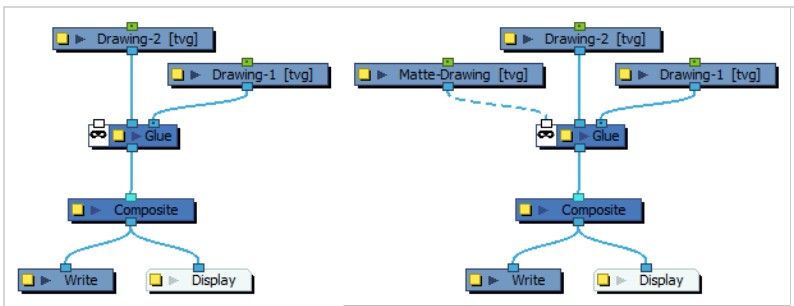 Drawing-2 [tvg]
Drawing-1 [tvg]
Glue
Composite
Write
Display
Drawing-2 [tvg]
Matte-Drawing [tvg]
Drawing-1 [tvg]
Glue
Composite
Write
Display